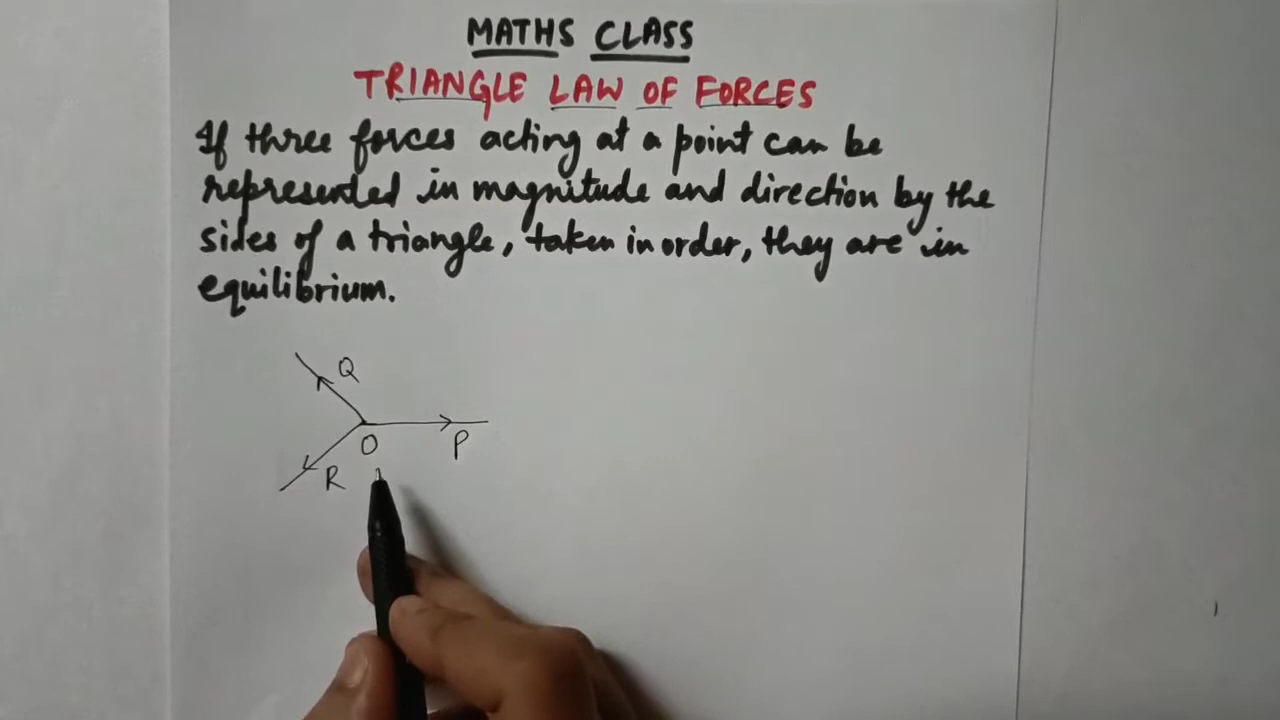 MATHS CLASS
TRIANGLE LAW OF FORCES
If three forces acting at a point can be
represented in magnitude and direction by the
sides of a triangle, taken in order, they are in
equilibrium.
Q
O
P
R